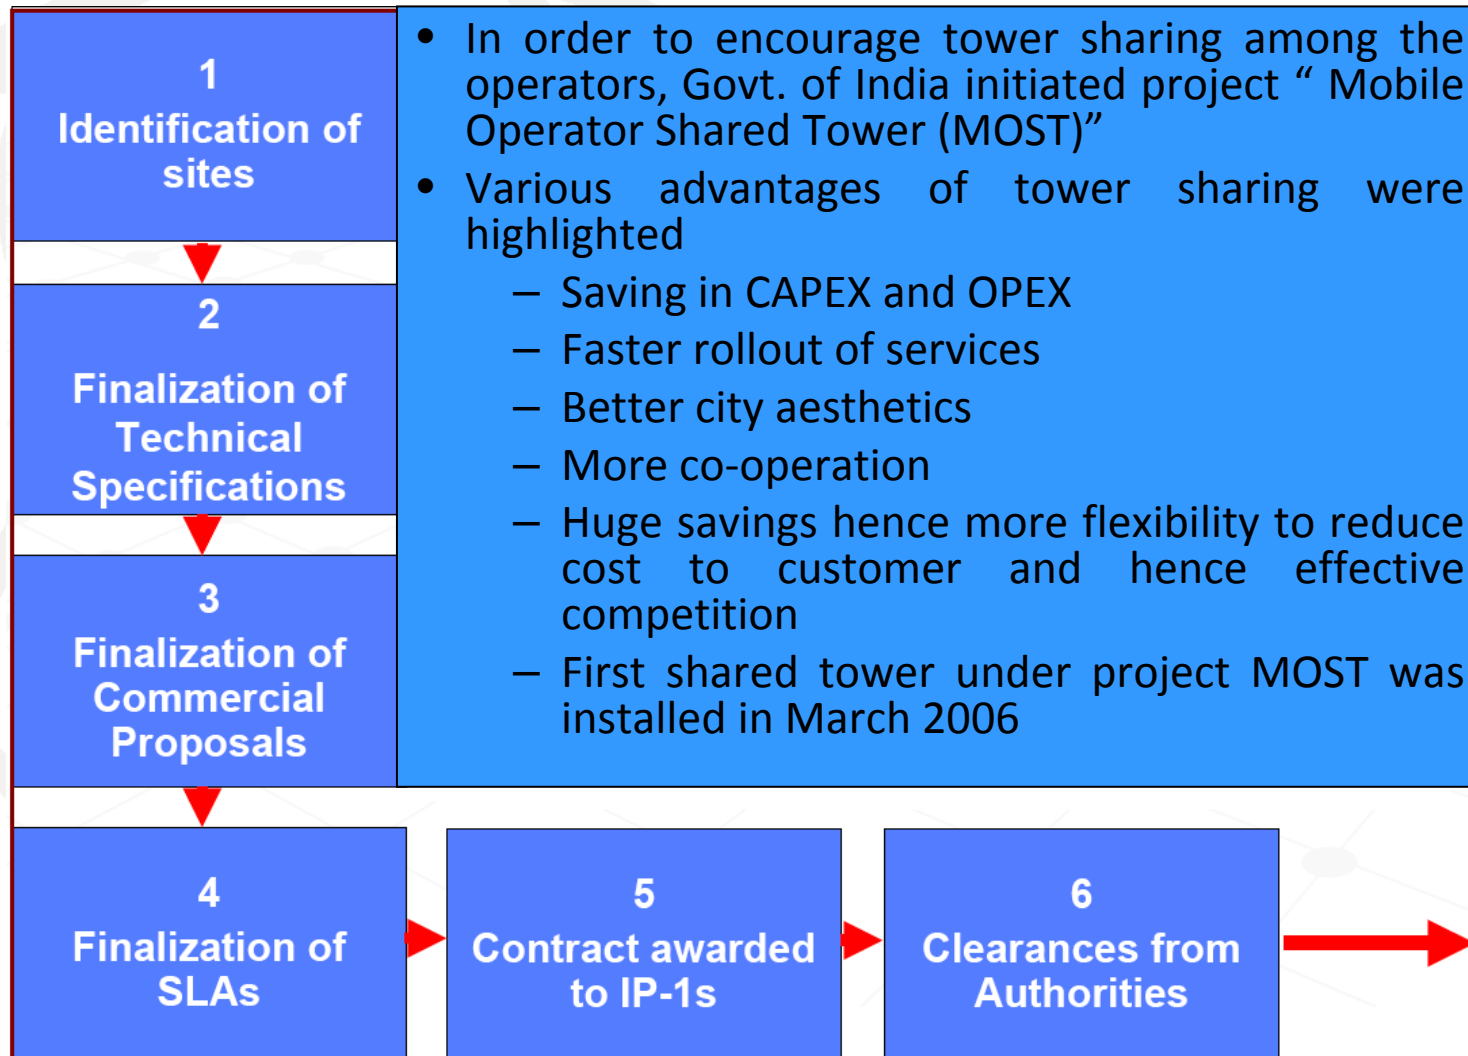 1
Identification of
sites
2
Finalization of
Technical
Specifications
3
Finalization of
Commercial
Proposals
4
Finalization of
SLAs
5
Contract awarded
to IP-1s
6
Clearances from
Authorities
• In order to encourage tower sharing among the
operators, Govt. of India initiated project “ Mobile
Operator Shared Tower (MOST)”
• Various advantages of tower sharing were
highlighted
– Saving in CAPEX and OPEX
– Faster rollout of services
– Better city aesthetics
– More co-operation
– Huge savings hence more flexibility to reduce
cost to customer and hence effective
competition
– First shared tower under project MOST was
installed in March 2006